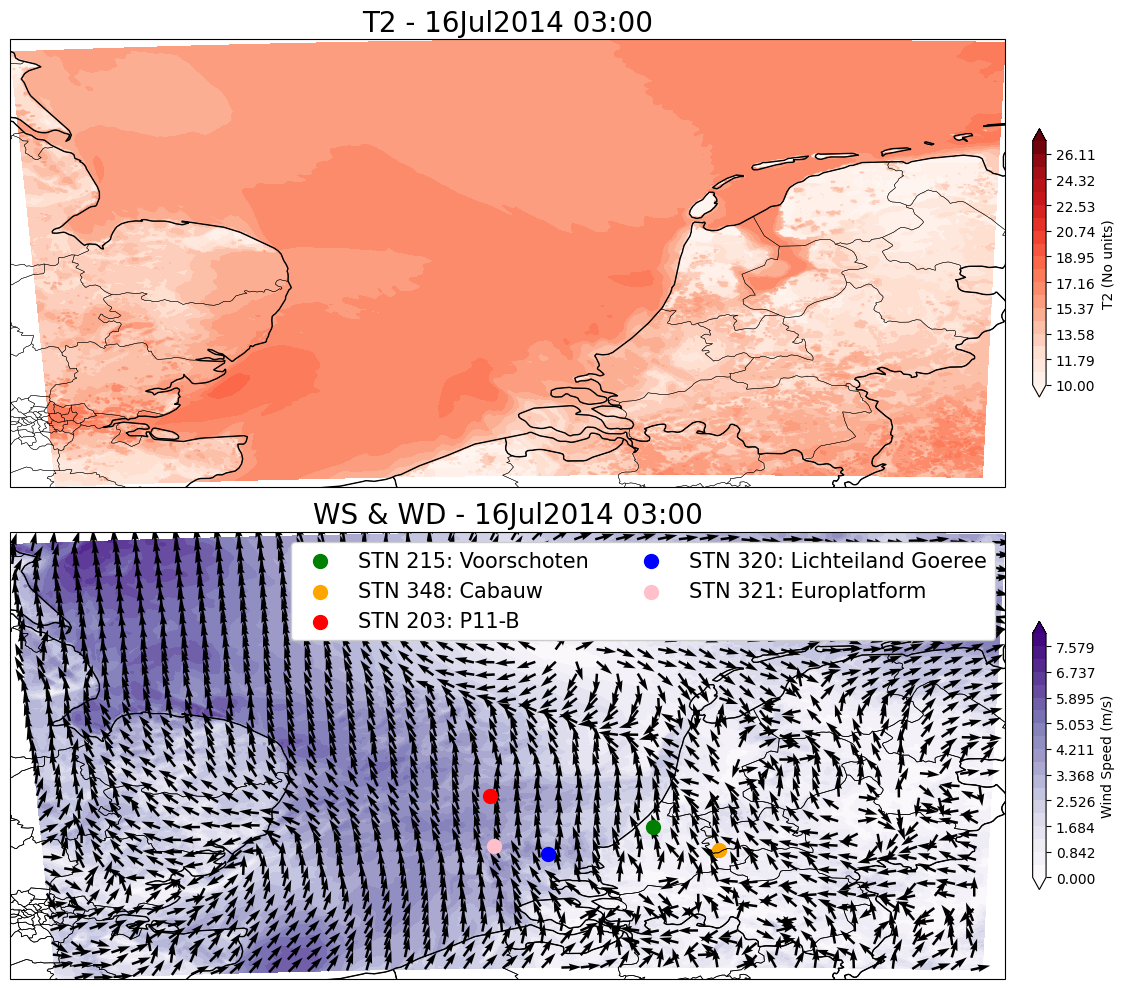 T2 - 16Jul2014 03:00
26.11
24.32
22.53
20.74
18.95
17.16
15.37
13.58
11.79
10.00
T2 (No units)
WS & WD - 16Jul2014 03:00
STN 215: Voorschoten
STN 348: Cabauw
STN 203: P11-B
STN 320: Lichteiland Goeree
STN 321: Europlatform
7.579
6.737
5.895
5.053
4.211
3.368
2.526
1.684
0.842
0.000
Wind Speed (m/s)